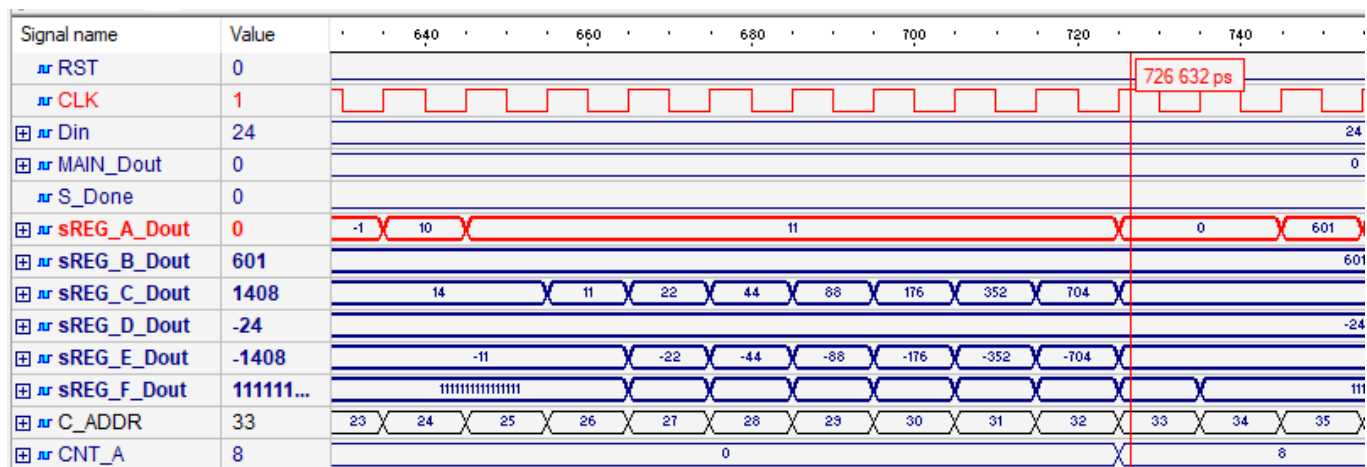 Signal name Value 640 660 680 700 720 740
RST 0 726 632 ps
CLK 1
Din 24 24
MAIN_Dout 0 0
S_Done 0
sREG_A_Dout 0 -1 10 11 0 601
sREG_B_Dout 601 601
sREG_C_Dout 1408 14 11 22 44 88 176 352 704
sREG_D_Dout -24 -24
sREG_E_Dout -1408 -11 -22 -44 -88 -176 -352 -704
sREG_F_Dout 111111... 1111111111111111 111
C_ADDR 33 23 24 25 26 27 28 29 30 31 32 33 34 35
CNT_A 8 0 8